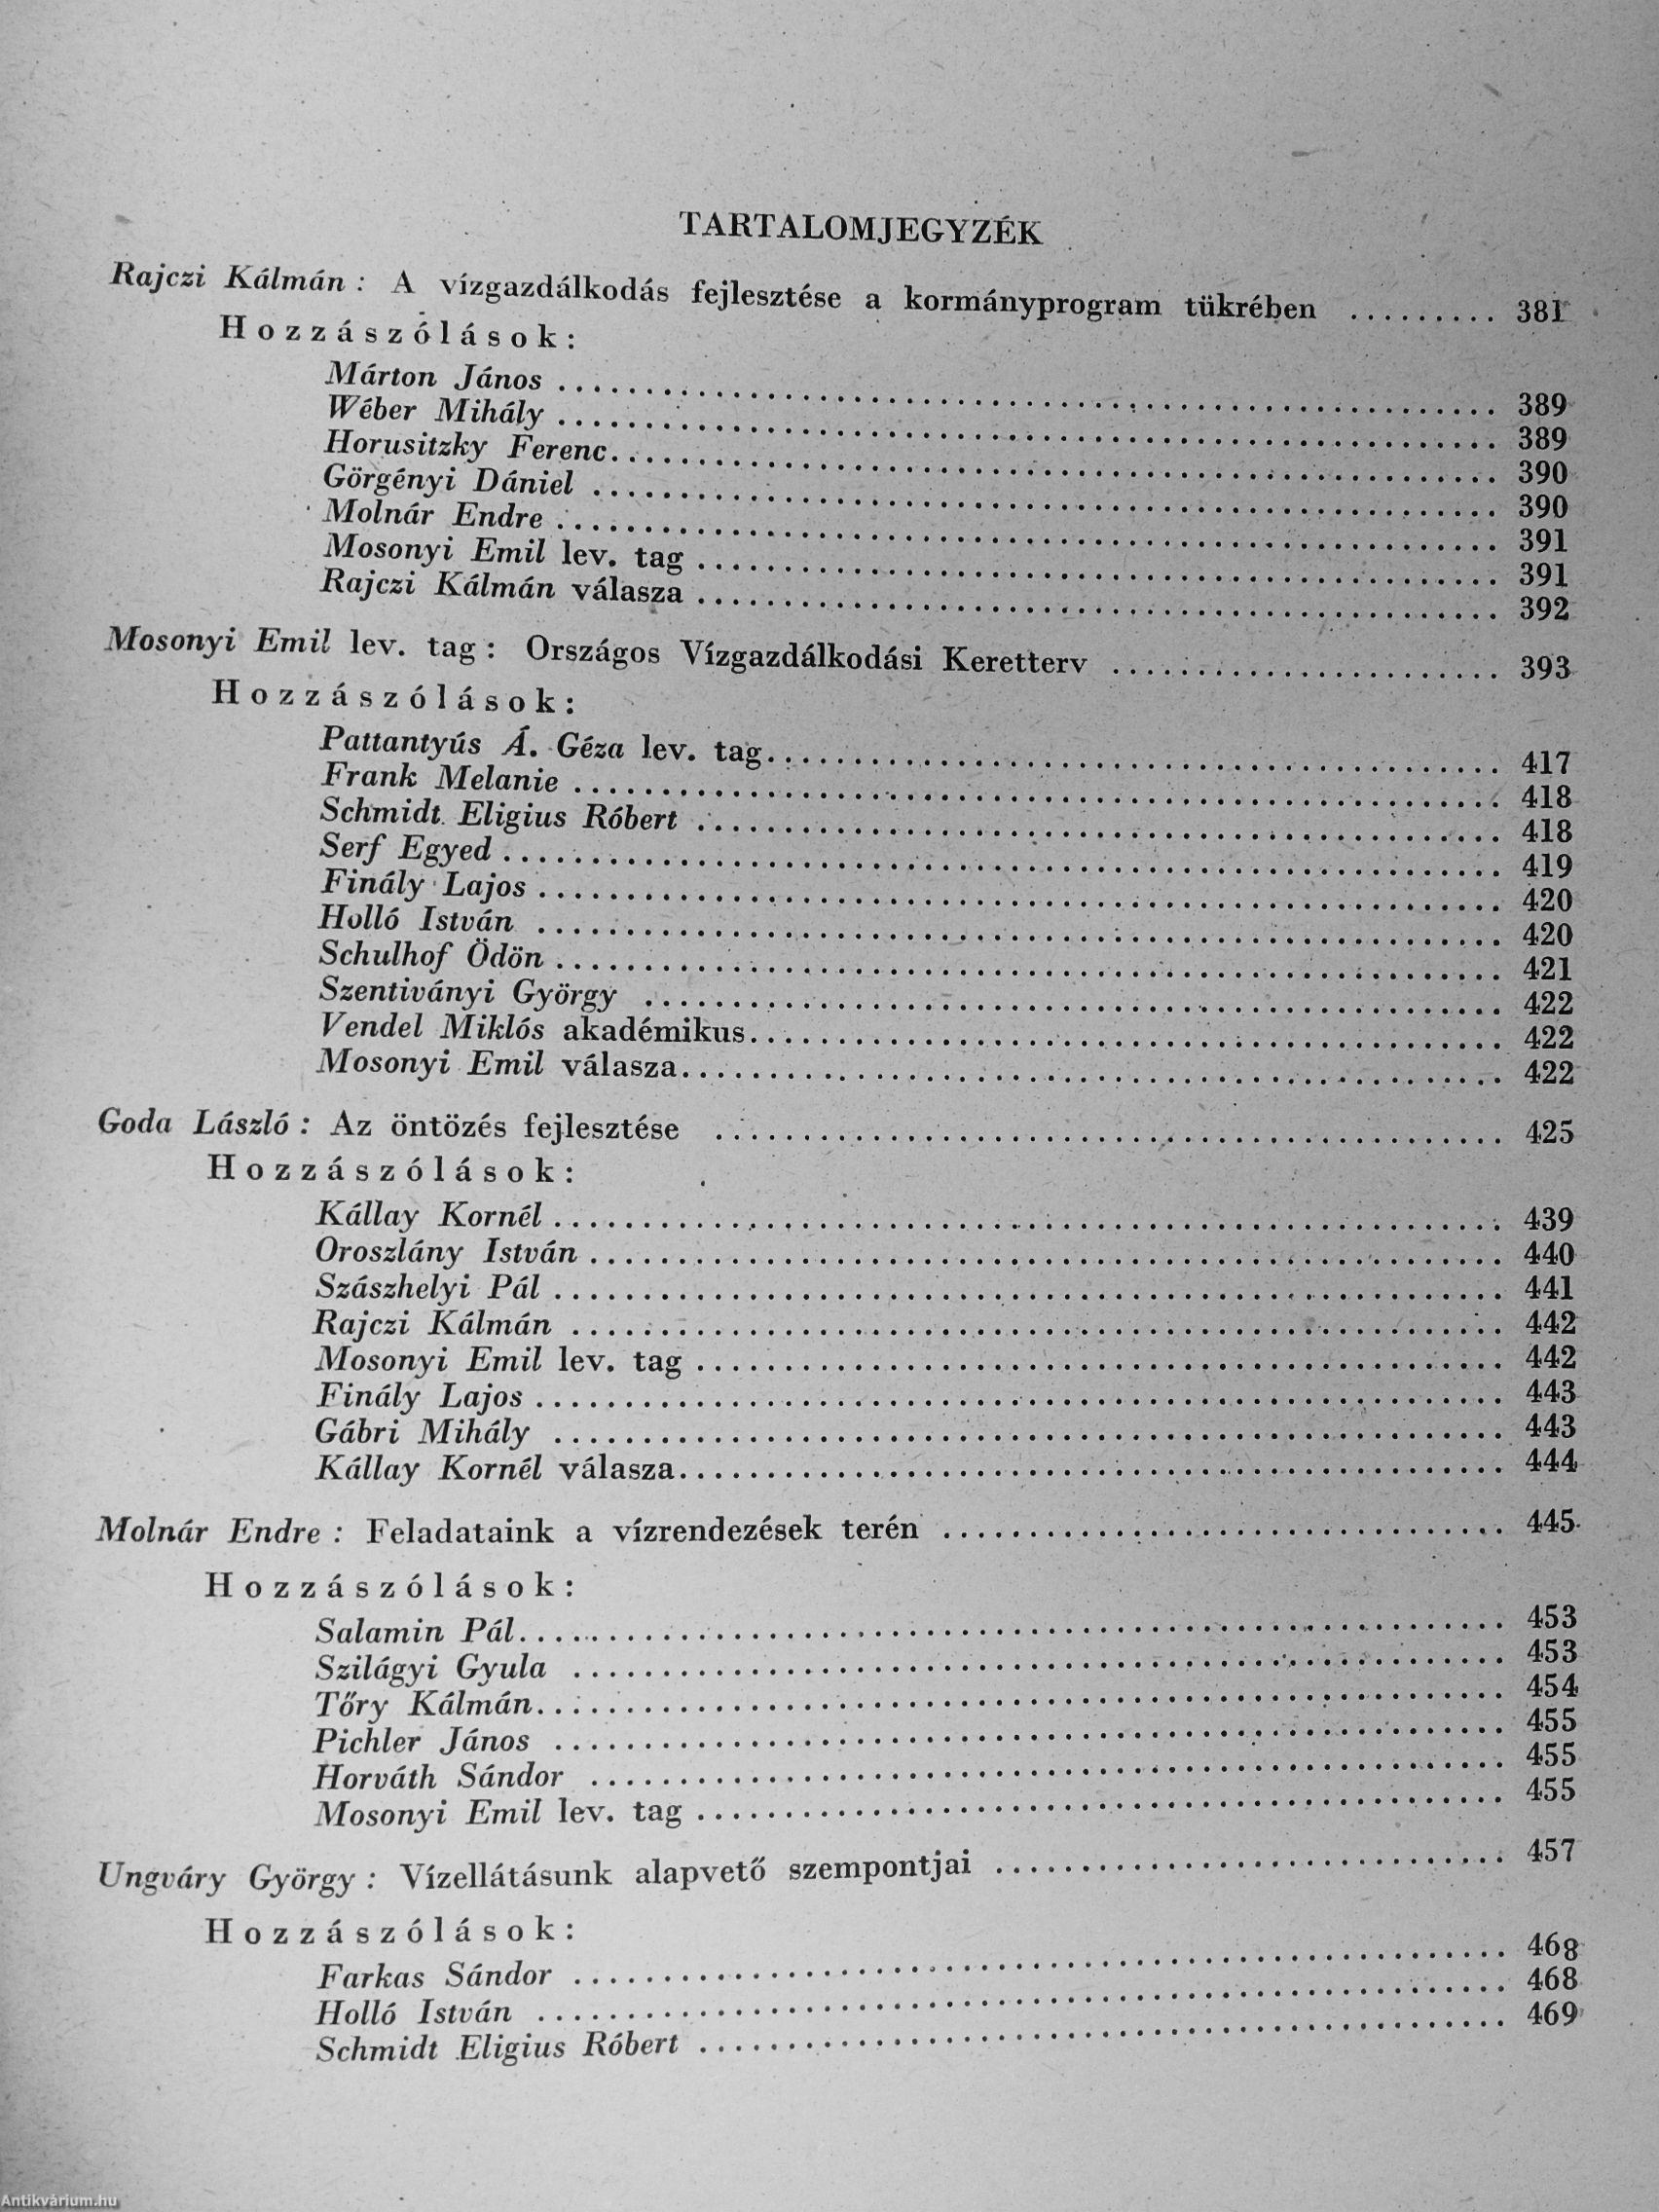 TARTALOMJEGYZÉK
Rajczi Kálmán : A vízgazdálkodás fejlesztése a kormányprogram tükrében ......... 381
Hozzászólások:
Márton János ........ 389
Wéber Mihály ........ 389
Horusitzky Ferenc ........ 390
Görgényi Dániel ........ 390
Molnár Endre ........ 391
Mosonyi Emil lev. tag ........ 391
Rajczi Kálmán válasza ........ 392
Mosonyi Emil lev. tag : Országos Vízgazdálkodási Keretterv ........ 393
Hozzászólások:
Pattantyús Á. Géza lev. tag ........ 417
Frank Melanie ........ 418
Schmidt Eligius Róbert ........ 418
Serf Egyed ........ 419
Finály Lajos ........ 420
Holló István ........ 420
Schulhof Ödön ........ 421
Szentiványi György ........ 422
Vendel Miklós akadémikus ........ 422
Mosonyi Emil válasza ........ 422
Goda László : Az öntözés fejlesztése ........ 425
Hozzászólások:
Kállay Kornél ........ 439
Oroszlány István ........ 440
Szászhelyi Pál ........ 441
Rajczi Kálmán ........ 442
Mosonyi Emil lev. tag ........ 442
Finály Lajos ........ 443
Gábri Mihály ........ 443
Kállay Kornél válasza ........ 444
Molnár Endre : Feladataink a vízrendezések terén ........ 445
Hozzászólások:
Salamin Pál ........ 453
Szilágyi Gyula ........ 453
Tőry Kálmán ........ 454
Pichler János ........ 455
Horváth Sándor ........ 455
Mosonyi Emil lev. tag ........ 455
Ungváry György : Vízellátásunk alapvető szempontjai ........ 457
Hozzászólások:
Farkas Sándor ........ 468
Holló István ........ 468
Schmidt Eligius Róbert ........ 469
Antikvárium.hu